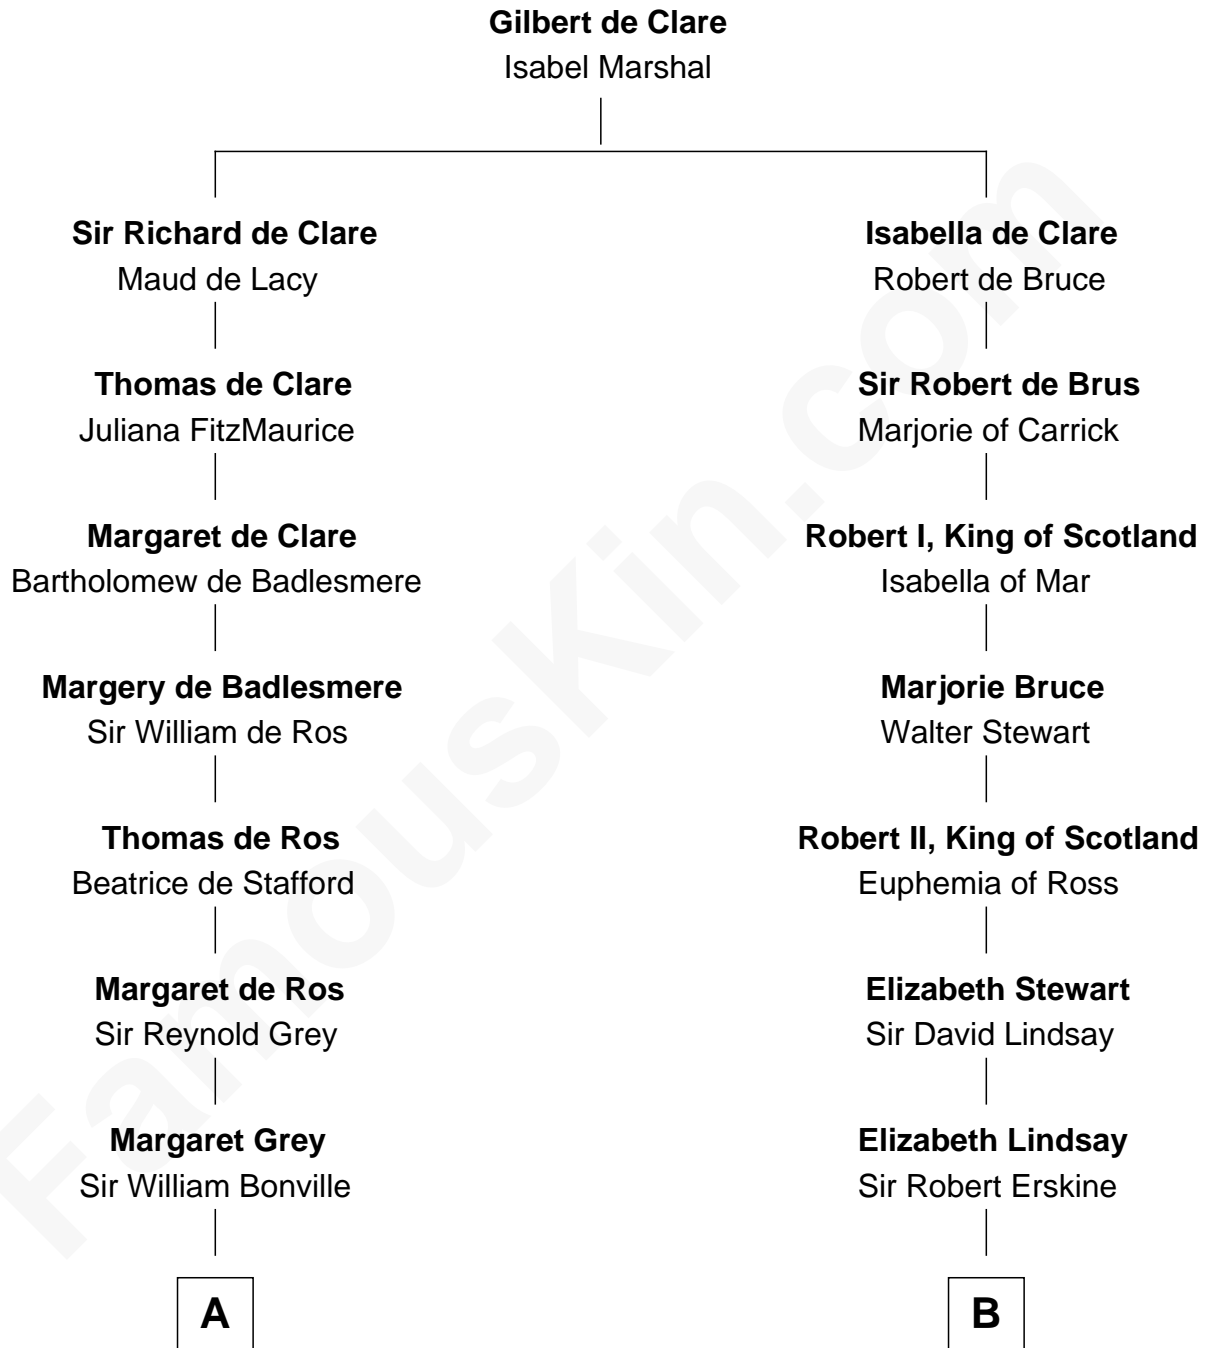 Gilbert de Clare
Isabel Marshal
Sir Richard de Clare
Maud de Lacy
Thomas de Clare
Juliana FitzMaurice
Margaret de Clare
Bartholomew de Badlesmere
Margery de Badlesmere
Sir William de Ros
Thomas de Ros
Beatrice de Stafford
Margaret de Ros
Sir Reynold Grey
Margaret Grey
Sir William Bonville
A
Isabella de Clare
Robert de Bruce
Sir Robert de Brus
Marjorie of Carrick
Robert I, King of Scotland
Isabella of Mar
Marjorie Bruce
Walter Stewart
Robert II, King of Scotland
Euphemia of Ross
Elizabeth Stewart
Sir David Lindsay
Elizabeth Lindsay
Sir Robert Erskine
B
FamousKin.com